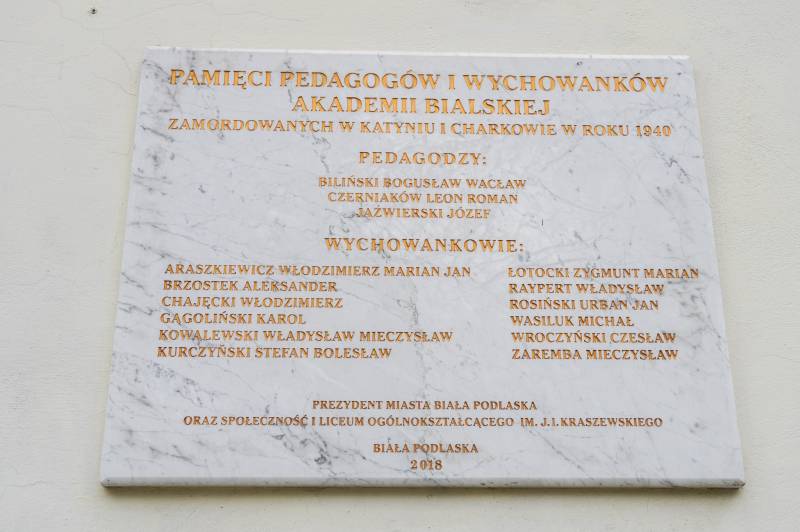 PAMIĘCI PEDAGOGÓW I WYCHOWANKÓW
AKADEMII BIALSKIEJ
ZAMORDOWANYCH W KATYNIU I CHARKOWIE W ROKU 1940
PEDAGODZY:
BILIŃSKI BOGUSŁAW WACŁAW
CZERNIAKÓW LEON ROMAN
JAŹWIERSKI JÓZEF
WYCHOWANKOWIE:
ARASZKIEWICZ WŁODZIMIERZ MARIAN JAN
BRZOSTEK ALEKSANDER
CHAJĘCKI WŁODZIMIERZ
GĄGOLIŃSKI KAROL
KOWALEWSKI WŁADYSŁAW MIECZYSŁAW
KURCZYŃSKI STEFAN BOLESŁAW
ŁOTOCKI ZYGMUNT MARIAN
RAYPERT WŁADYSŁAW
ROSIŃSKI URBAN JAN
WASILUK MICHAŁ
WROCZYŃSKI CZESŁAW
ZAREMBA MIECZYSŁAW
PREZYDENT MIASTA BIAŁA PODLASKA
ORAZ SPOŁECZNOŚĆ I LICEUM OGÓLNOKSZTAŁCĄCEGO IM. J.I.KRASZEWSKIEGO
BIAŁA PODLASKA
2018